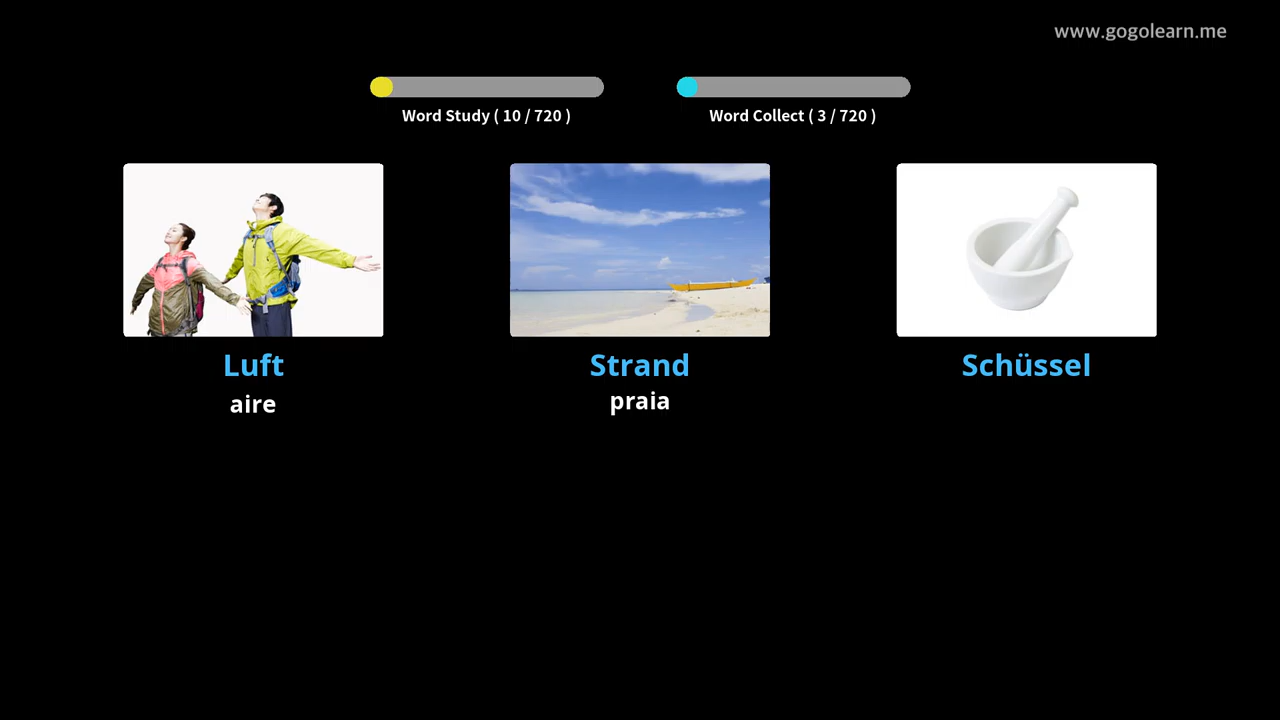 www.gogolearn.me
Word Study ( 10 / 720 )
Word Collect ( 3 / 720 )
Luft
aire
Strand
praia
Schüssel